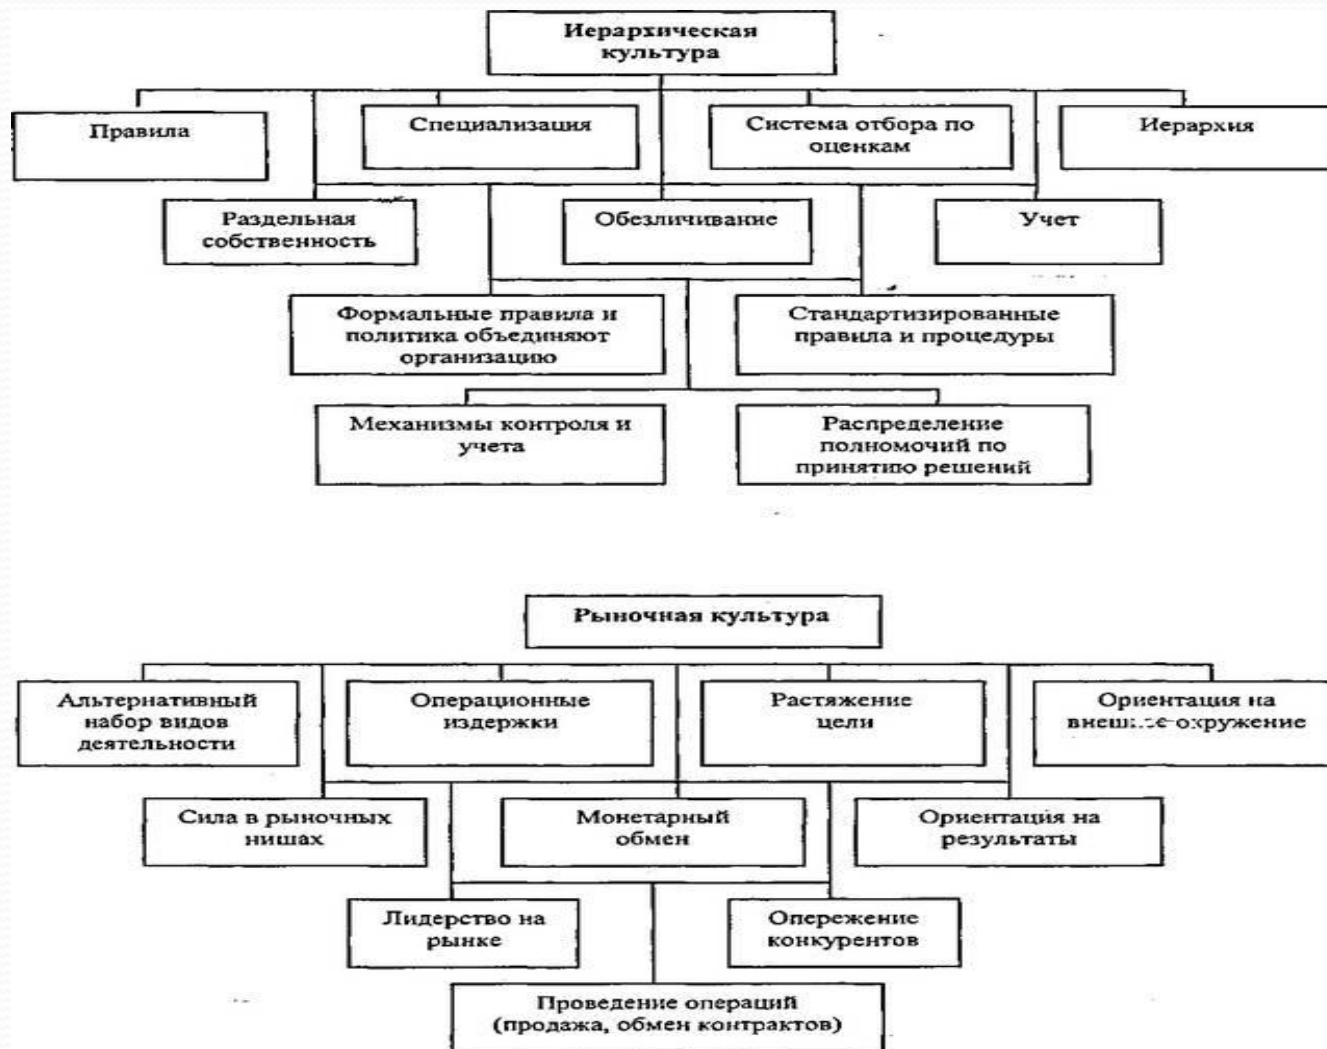 Иерархическая
культура
Правила
Специализация
Система отбора по
оценкам
Иерархия
Раздельная
собственность
Обезличивание
Учет
Формальные правила и
политика объединяют
организацию
Стандартизированные
правила и процедуры
Механизмы контроля и
учета
Распределение
полномочий по
принятию решений
Рыночная культура
Альтернативный
набор видов
деятельности
Операционные
издержки
Растяжение
цели
Ориентация на
окружение
Сила в рыночных
нишах
Монетарный
обмен
Ориентация на
результаты
Лидерство на
рынке
Опережение
конкурентов
Проведение операций
(продажа, обмен контрактов)